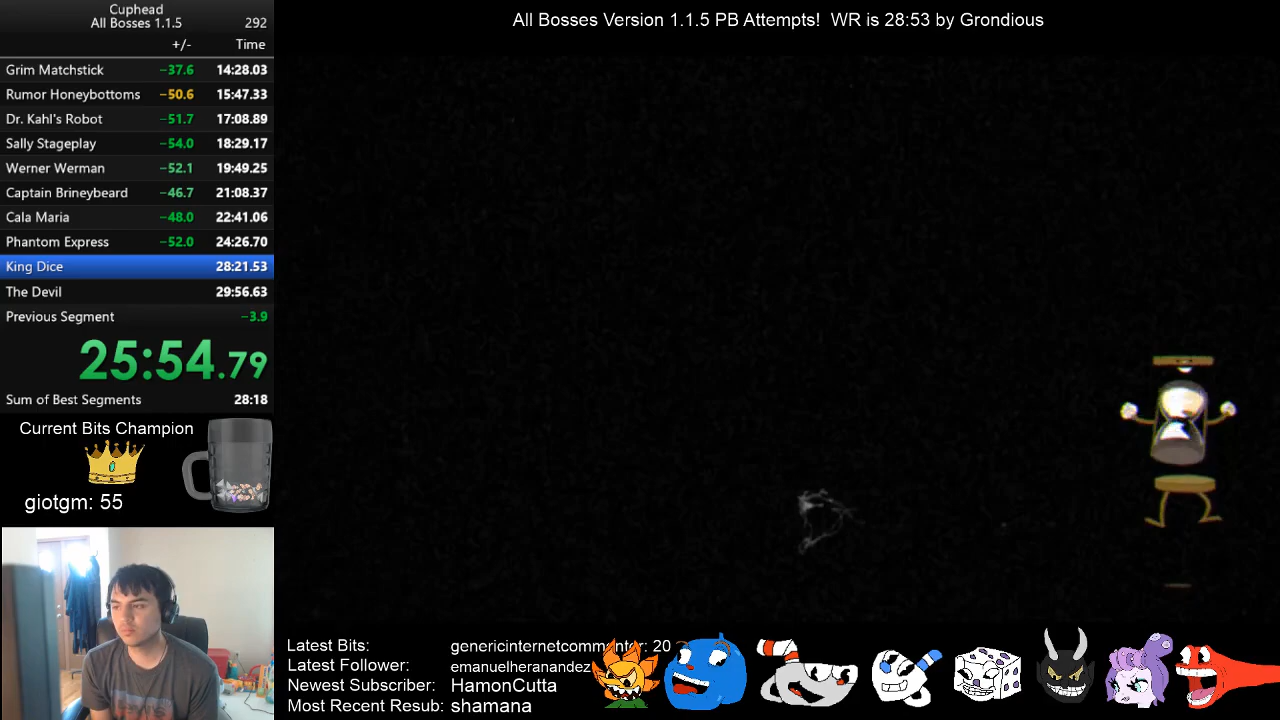 Cuphead
All Bosses 1.1.5 292
+/- Time
Grim Matchstick -37.6 14:28.03
Rumor Honeybottoms -50.6 15:47.33
Dr. Kahl's Robot -51.7 17:08.89
Sally Stageplay -54.0 18:29.17
Werner Werman -52.1 19:49.25
Captain Brineybeard -46.7 21:08.37
Cala Maria -48.0 22:41.06
Phantom Express -52.0 24:26.70
King Dice 28:21.53
The Devil 29:56.63
Previous Segment -3.9
25:54.79
Sum of Best Segments 28:18
Current Bits Champion
giotgm: 55
All Bosses Version 1.1.5 PB Attempts! WR is 28:53 by Grondious
Latest Bits: genericinternetcommenter: 20
Latest Follower: emanuelheranandez
Newest Subscriber: HamonCutta
Most Recent Resub: shamana